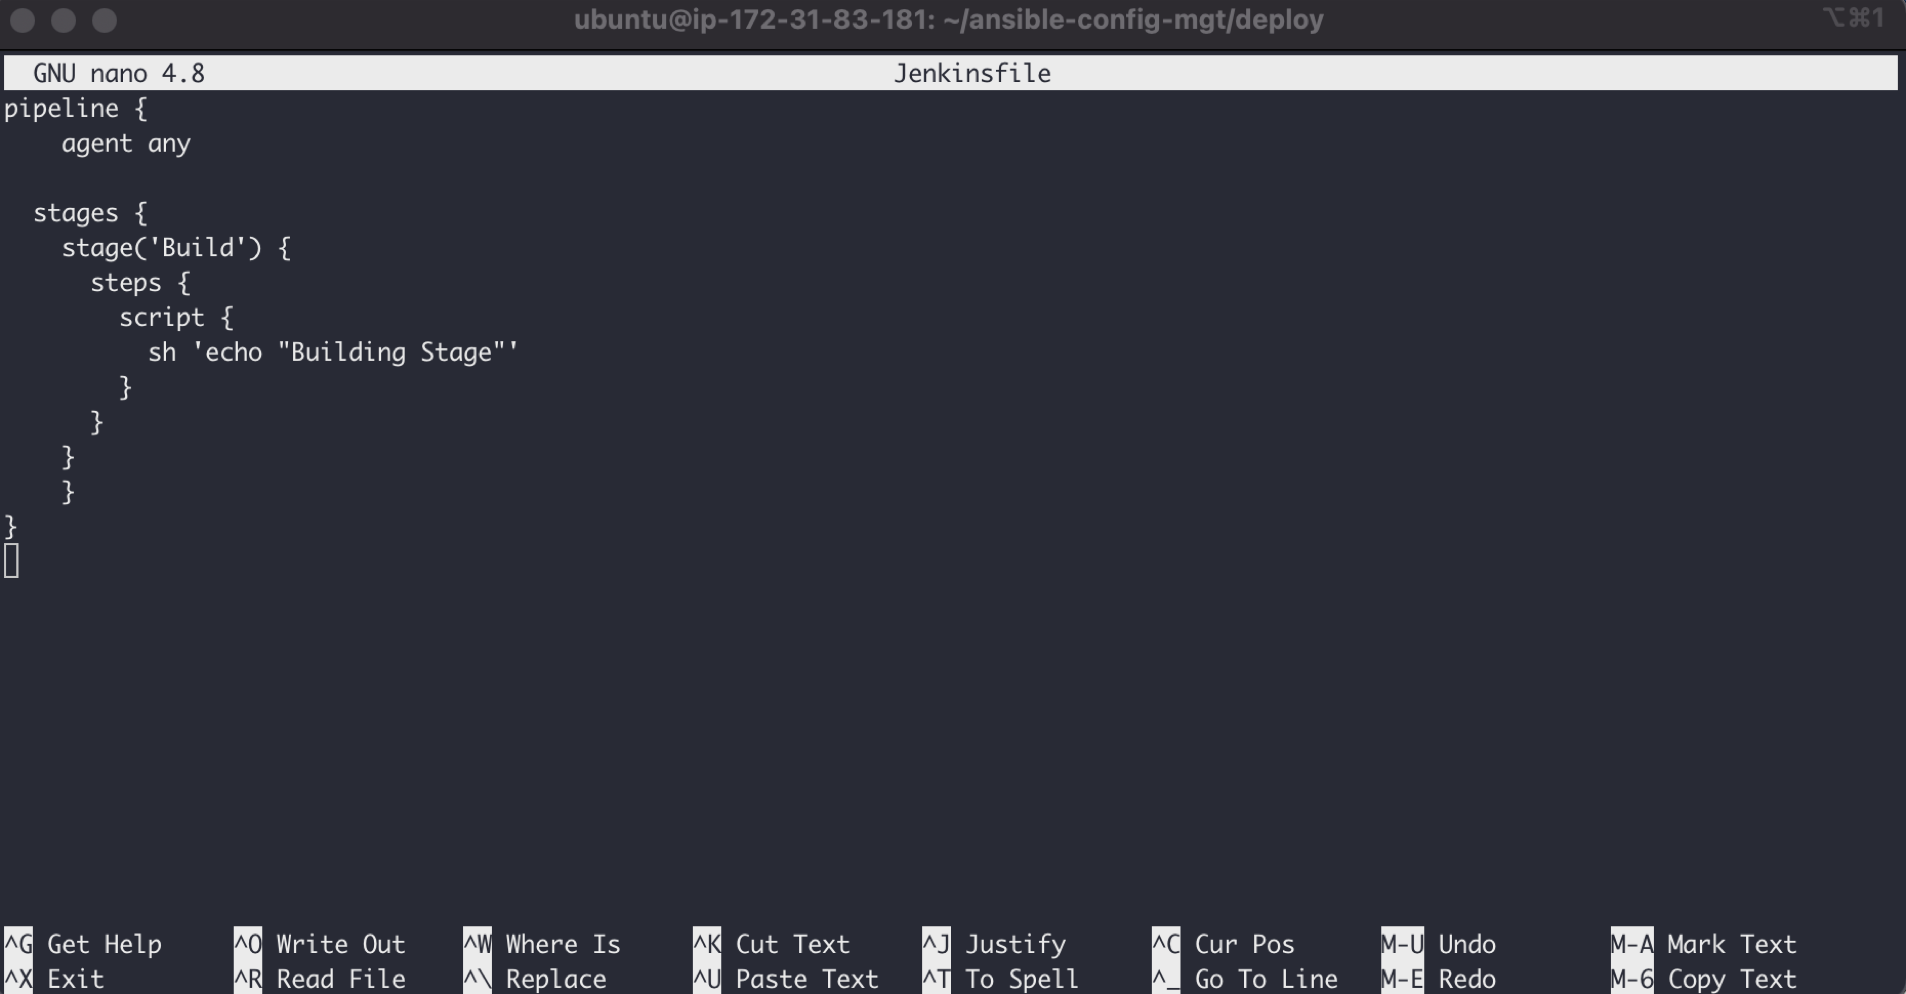 ubuntu@ip-172-31-83-181: ~/ansible-config-mgt/deploy ⌥⌘1
GNU nano 4.8 Jenkinsfile
pipeline {
    agent any

  stages {
    stage('Build') {
      steps {
        script {
          sh 'echo "Building Stage"'
        }
      }
    }
    }
}
^G Get Help ^O Write Out ^W Where Is ^K Cut Text ^J Justify ^C Cur Pos M-U Undo M-A Mark Text
^X Exit ^R Read File ^\ Replace ^U Paste Text ^T To Spell ^_ Go To Line M-E Redo M-6 Copy Text